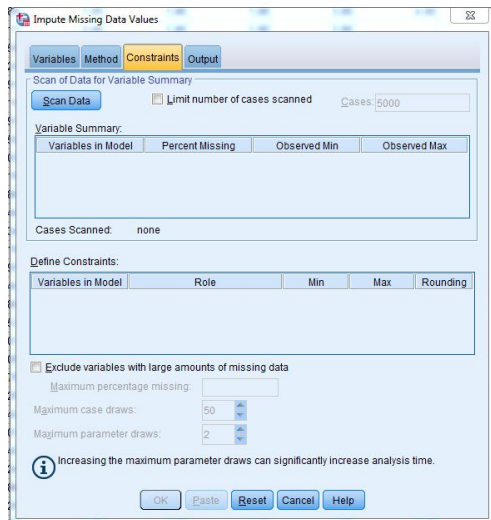 Impute Missing Data Values
Variables Method Constraints Output
Scan of Data for Variable Summary
Scan Data Limit number of cases scanned Cases: 5000
Variable Summary:
Variables in Model Percent Missing Observed Min Observed Max
Cases Scanned: none
Define Constraints:
Variables in Model Role Min Max Rounding
Exclude variables with large amounts of missing data
Maximum percentage missing:
Maximum case draws: 50
Maximum parameter draws: 2
Increasing the maximum parameter draws can significantly increase analysis time.
OK Paste Reset Cancel Help